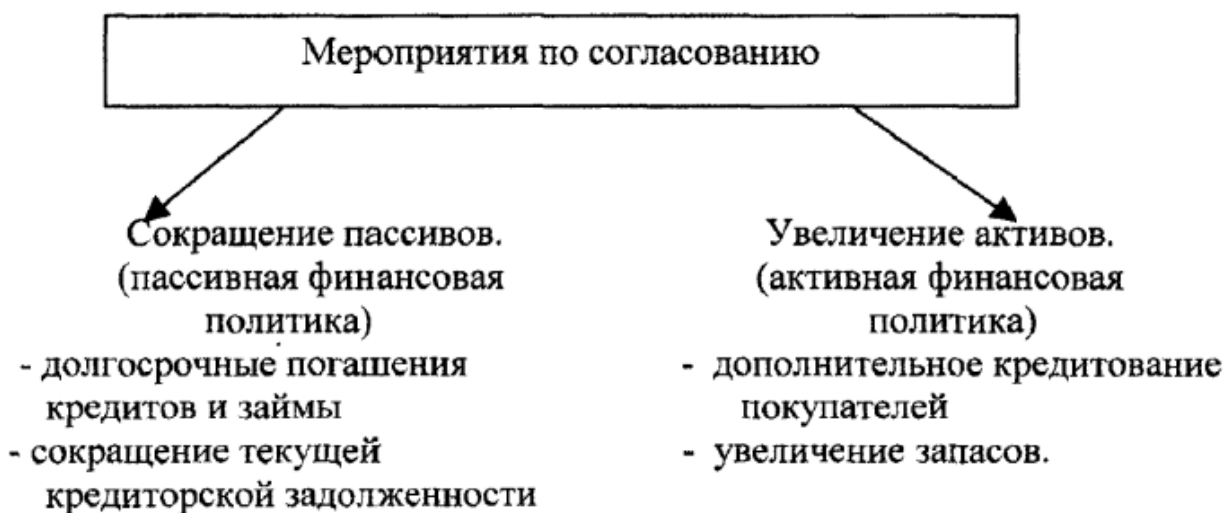 Мероприятия по согласованию
Сокращение пассивов.
(пассивная финансовая
политика)
- долгосрочные погашения
кредитов и займы
- сокращение текущей
кредиторской задолженности
Увеличение активов.
(активная финансовая
политика)
- дополнительное кредитование
покупателей
- увеличение запасов.